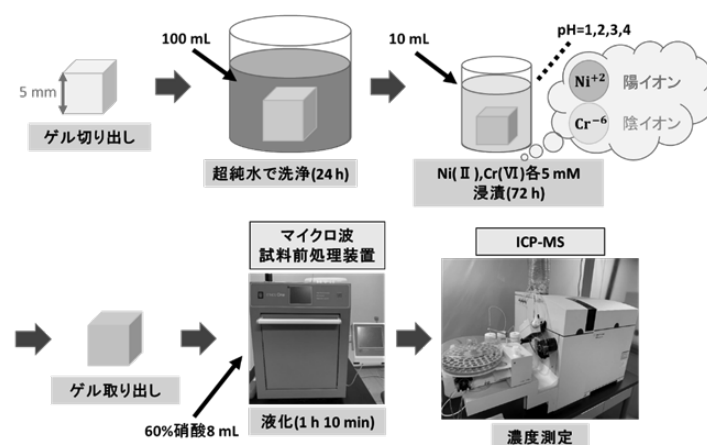 5 mm
ゲル切り出し
100 mL
超純水で洗浄(24 h)
10 mL
pH=1,2,3,4
Ni+2 陽イオン
Cr−6 陰イオン
Ni(Ⅱ),Cr(Ⅵ)各5 mM
浸漬(72 h)
ゲル取り出し
60%硝酸8 mL
マイクロ波
試料前処理装置
液化(1 h 10 min)
ICP-MS
濃度測定